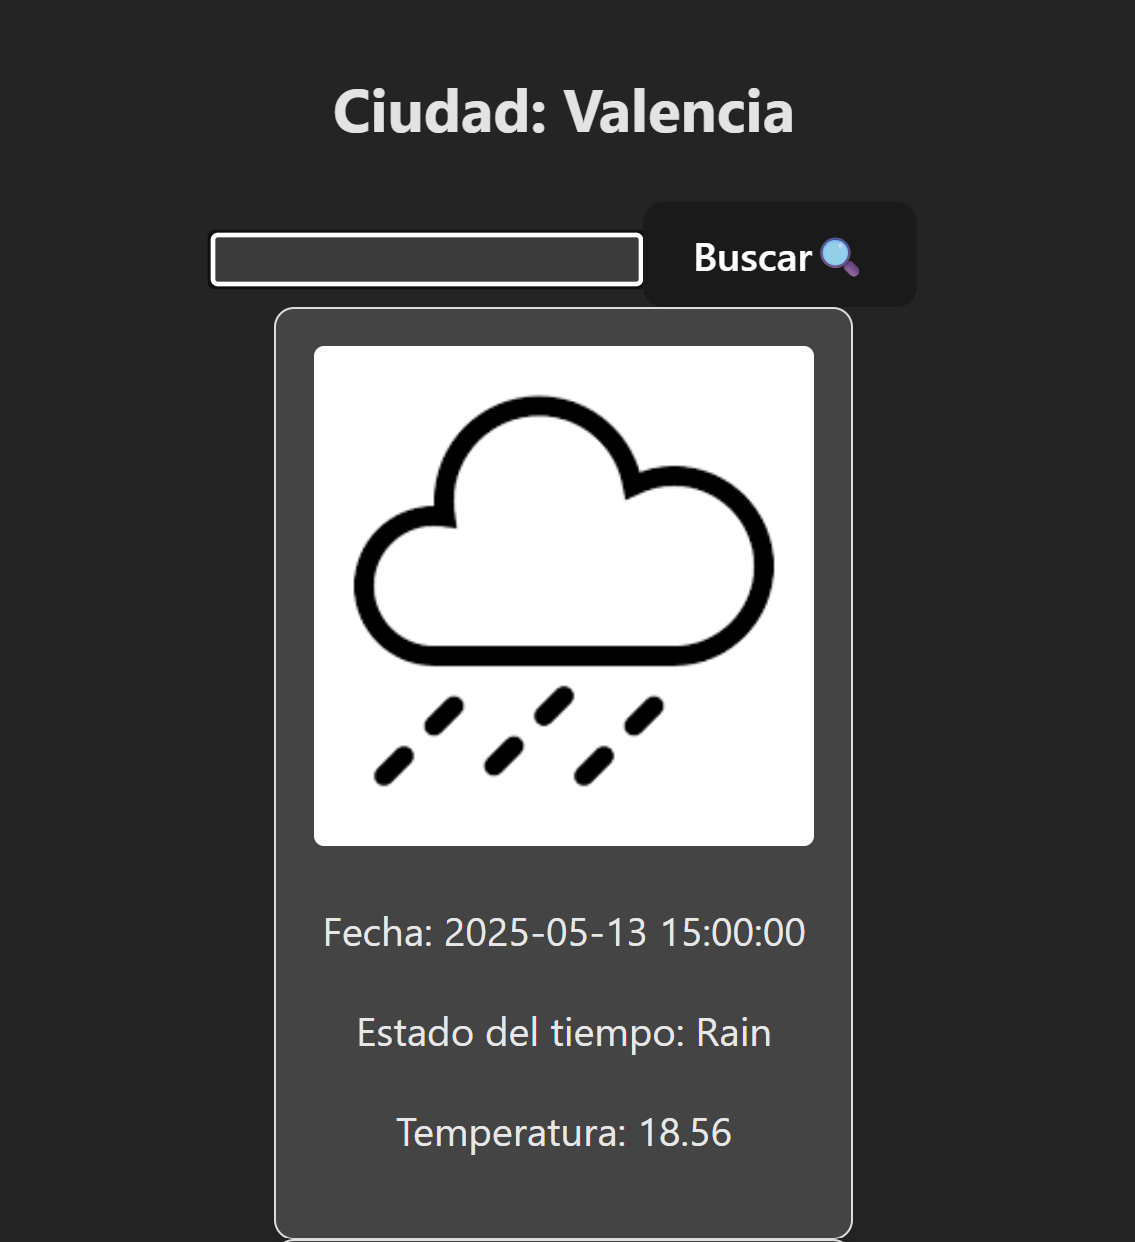 Ciudad: Valencia
Buscar🔍
Fecha: 2025-05-13 15:00:00
Estado del tiempo: Rain
Temperatura: 18.56